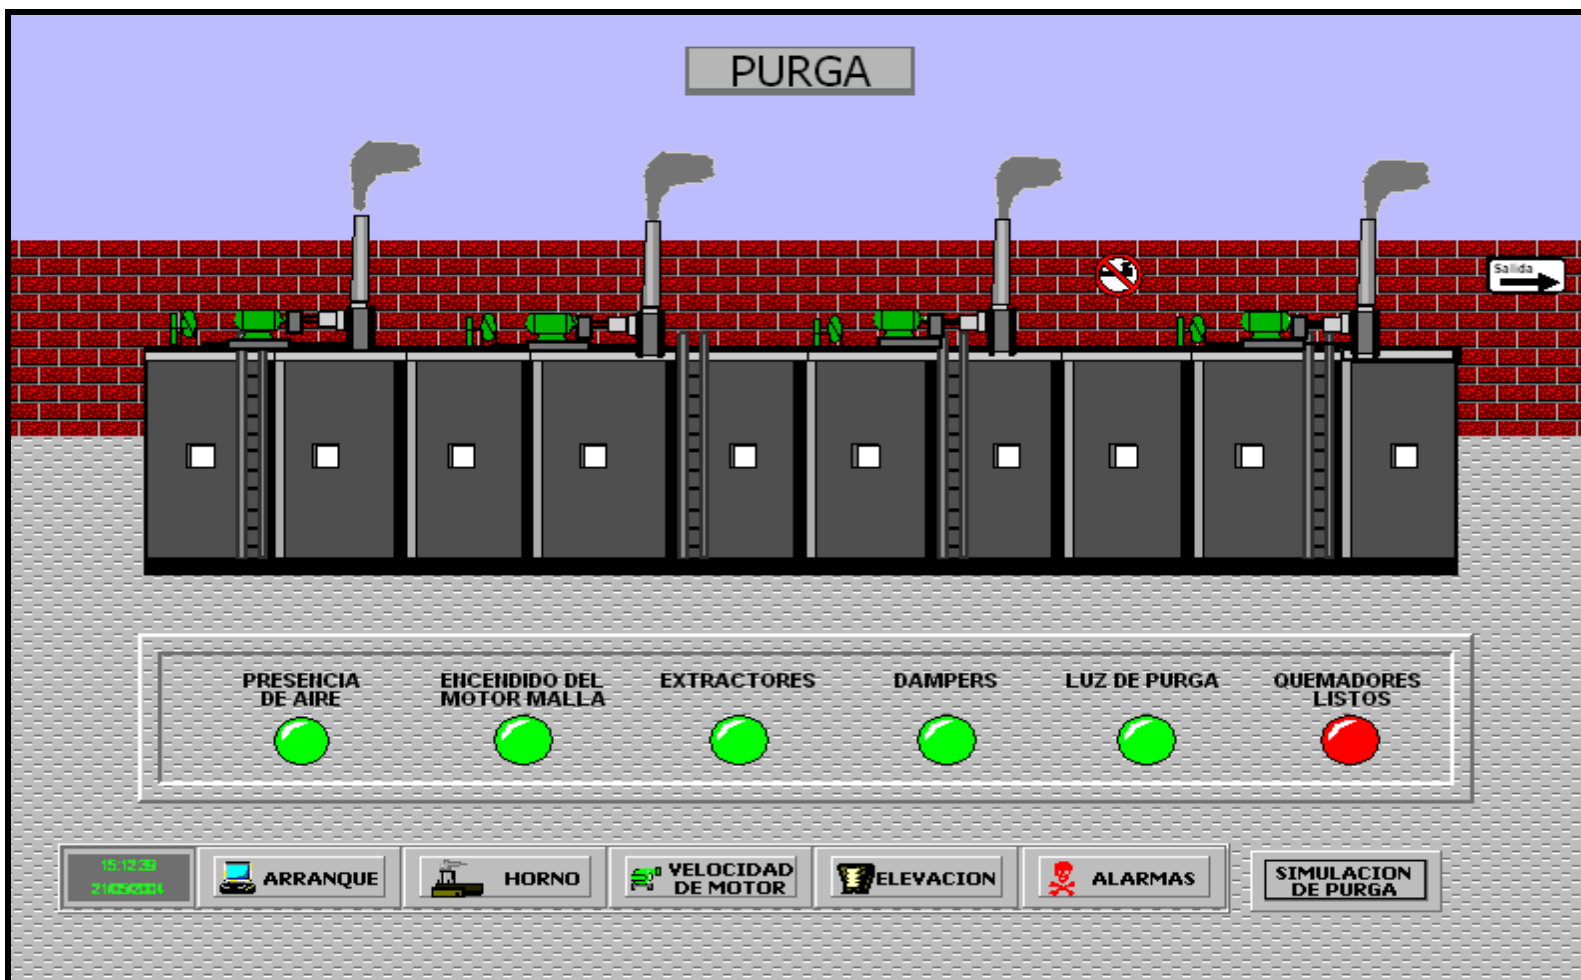 PURGA
Salida
PRESENCIA
DE AIRE
ENCENDIDO DEL
MOTOR MALLA
EXTRACTORES
DAMPERS
LUZ DE PURGA
QUEMADORES
LISTOS
15:12:39
ARRANQUE
HORNO
VELOCIDAD
DE MOTOR
ELEVACION
ALARMAS
SIMULACION
DE PURGA